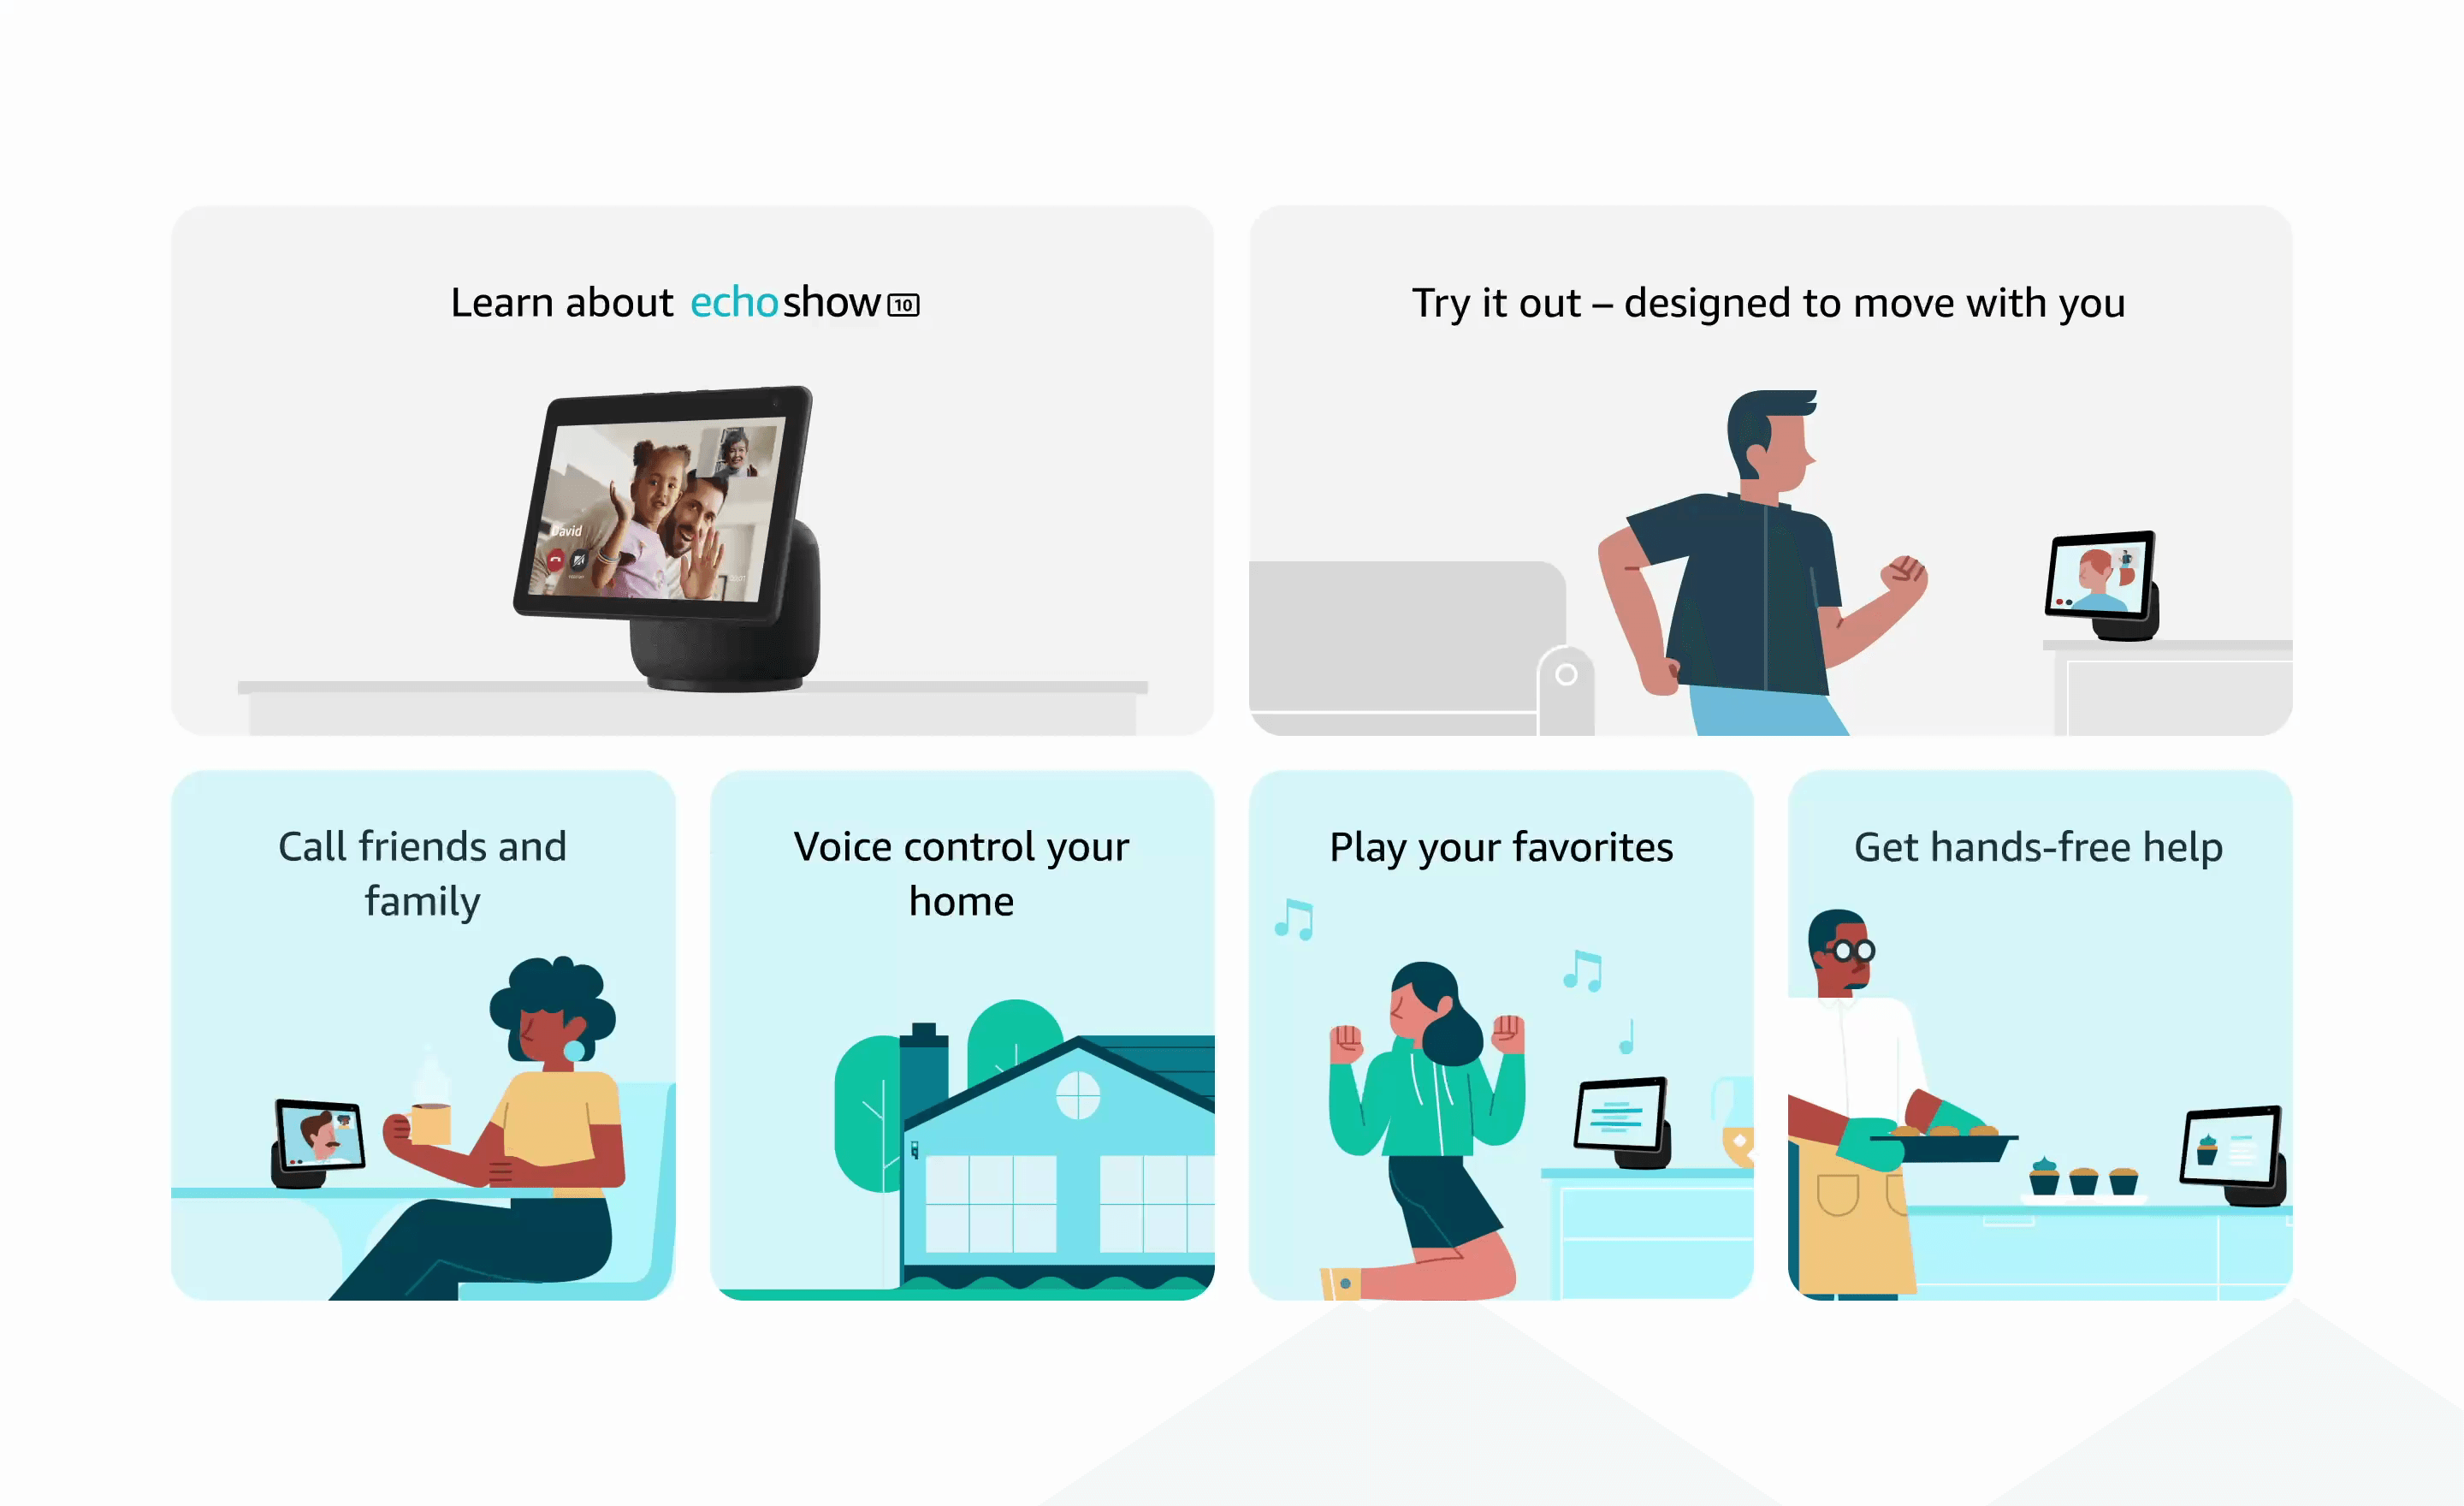 Learn about echo show 10
Try it out – designed to move with you
David
Call friends and
family
Voice control your
home
Play your favorites
Get hands-free help